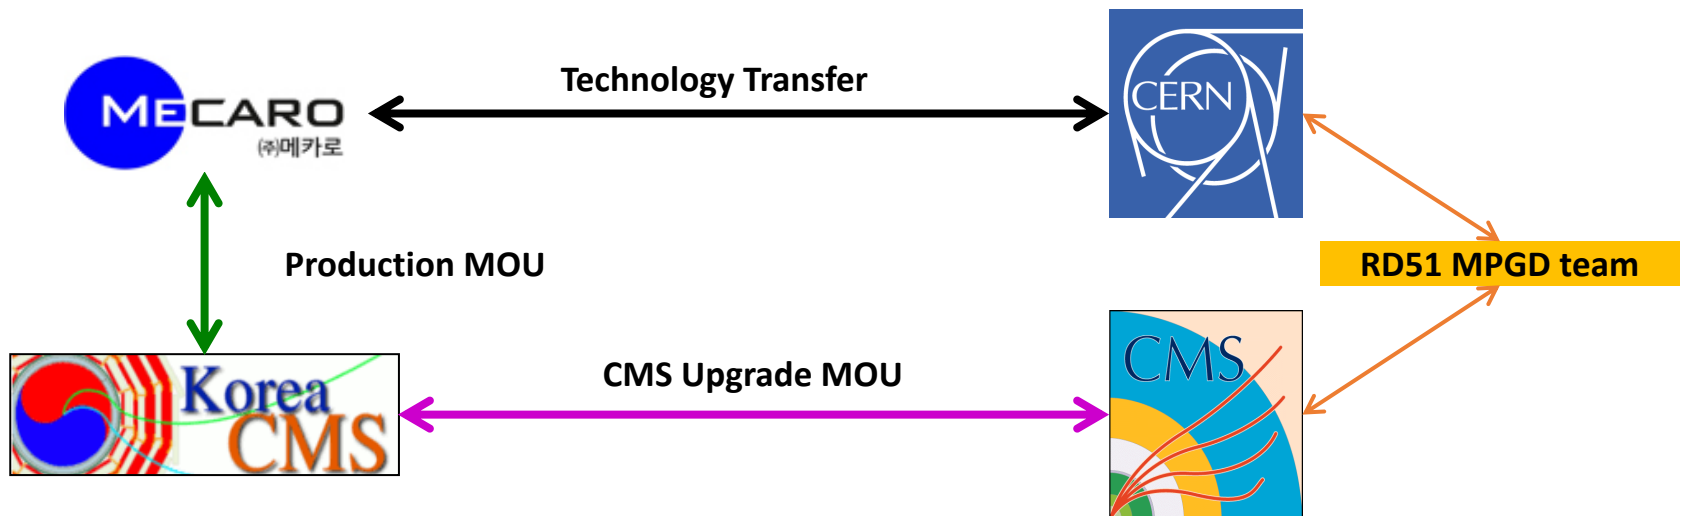 Technology Transfer
MECARO
(주)메카로
CERN
Production MOU
RD51 MPGD team
CMS Upgrade MOU
Korea
CMS
CMS